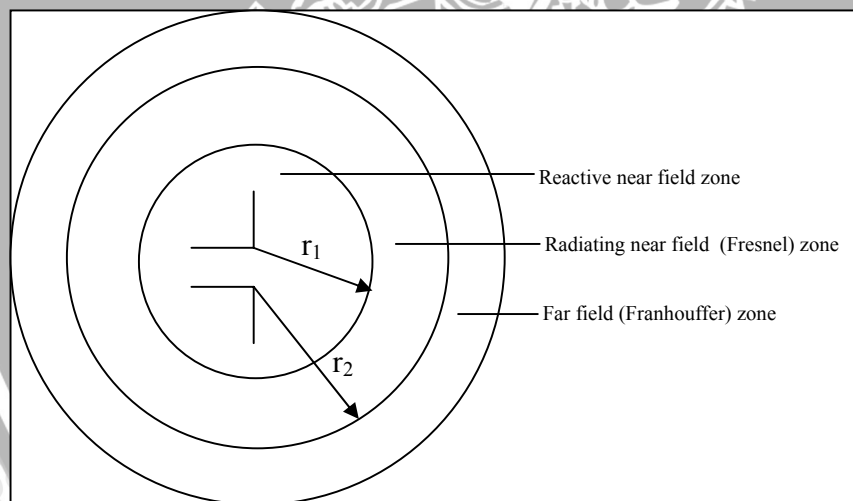 Reactive near field zone
r₁
Radiating near field (Fresnel) zone
Far field (Franhouffer) zone
r₂